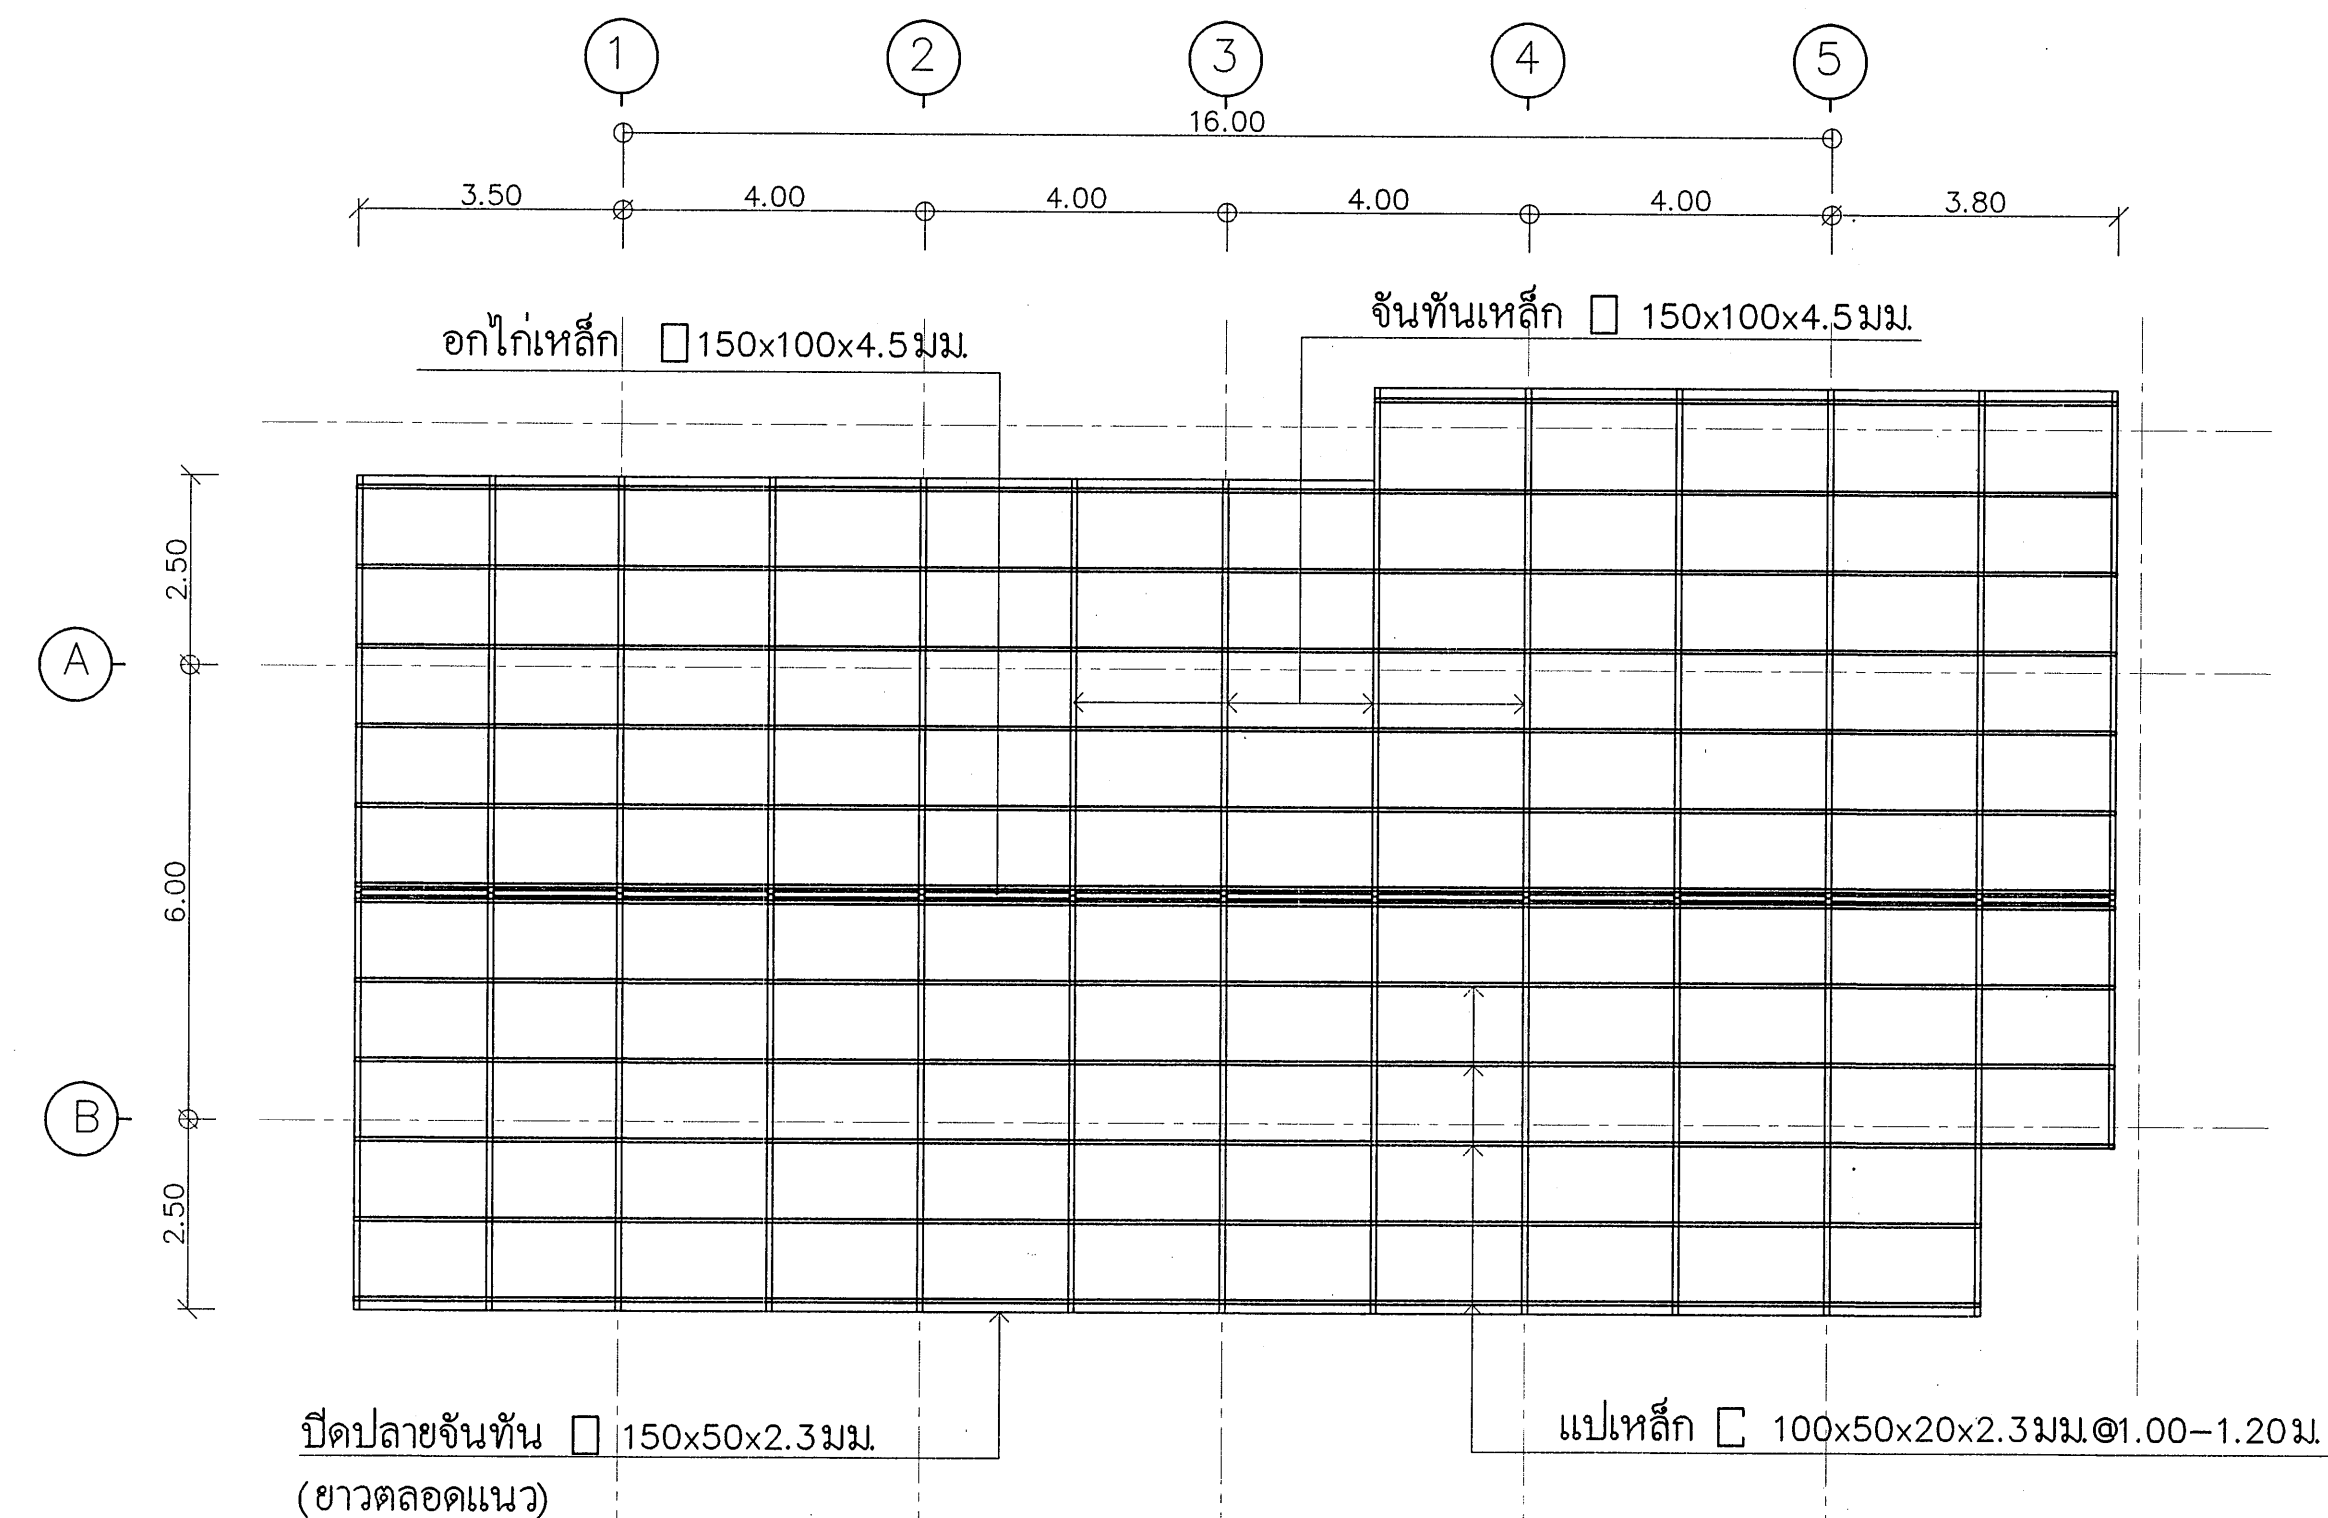 1 2 3 4 5
16.00
3.50 4.00 4.00 4.00 4.00 3.80
จันทันเหล็ก 150x100x4.5มม.
อกไก่เหล็ก 150x100x4.5มม.
2.50
A
6.00
B
2.50
ปีดปลายจันทัน 150x50x2.3มม.
(ยาวตลอดแนว)
แปเหล็ก 100x50x20x2.3มม.@1.00-1.20ม.